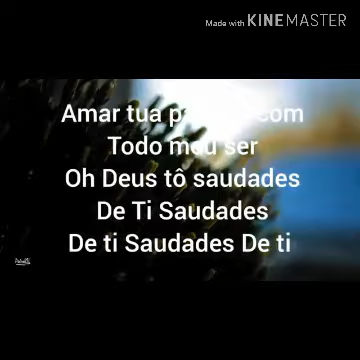 Made with KINEMASTER
Amar tua com
Todo meu ser
Oh Deus tô saudades
De Ti Saudades
De ti Saudades De ti